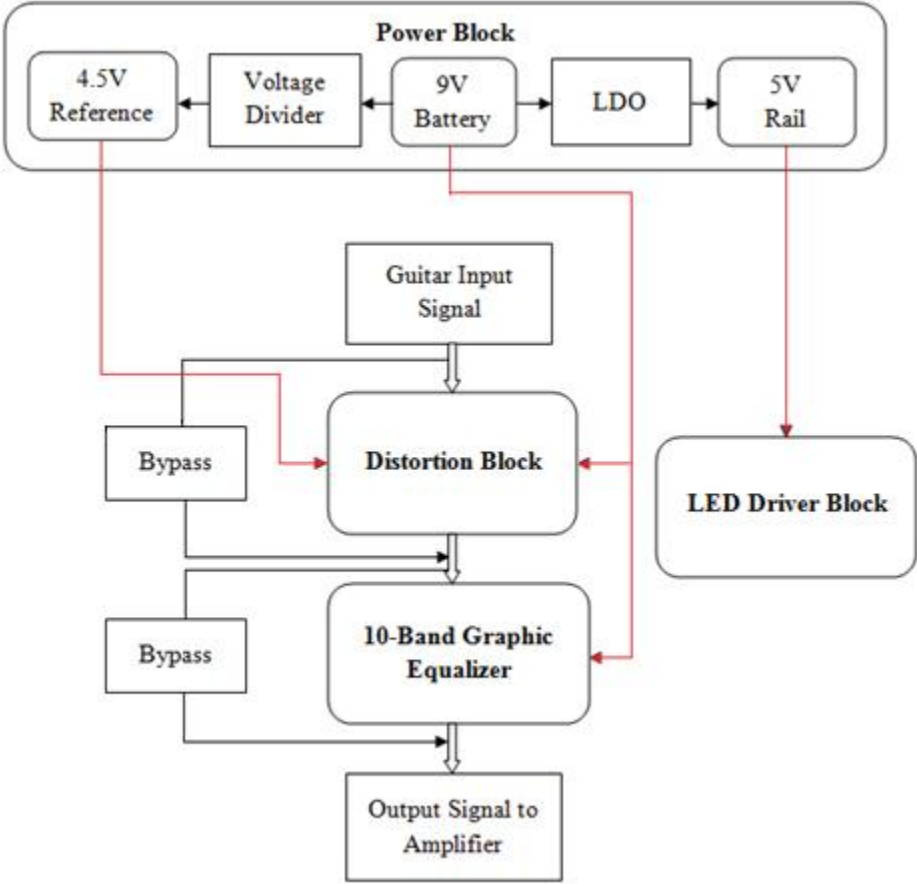 Power Block
4.5V
Reference
Voltage
Divider
9V
Battery
LDO
5V
Rail
Guitar Input
Signal
Bypass
Distortion Block
LED Driver Block
Bypass
10-Band Graphic
Equalizer
Output Signal to
Amplifier